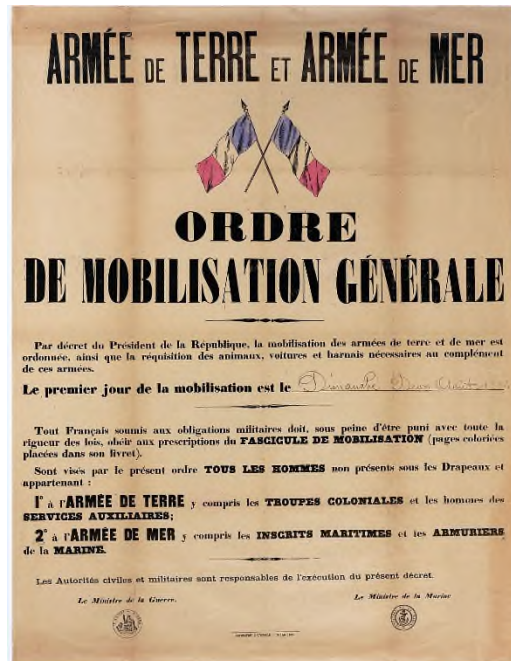 ARMÉE DE TERRE ET ARMÉE DE MER
ORDRE
DE MOBILISATION GÉNÉRALE
Par décret du Président de la République, la mobilisation des armées de terre et de mer est
ordonnée, ainsi que la réquisition des animaux, voitures et harnais nécessaires au complément
de ces armées.
Le premier jour de la mobilisation est le Dimanche Deux Août
Tout Français soumis aux obligations militaires doit, sous peine d'être puni avec toute la
rigueur des lois, obéir aux prescriptions du FASCICULE DE MOBILISATION (pages coloriées
placées dans son livret).
Sont visés par le présent ordre TOUS LES HOMMES non présents sous les Drapeaux et
appartenant :
1° à l'ARMÉE DE TERRE y compris les TROUPES COLONIALES et les hommes des
SERVICES AUXILIAIRES;
2° à l'ARMÉE DE MER y compris les INSCRITS MARITIMES et les ARMURIERS
de la MARINE.
Les Autorités civiles et militaires sont responsables de l'exécution du présent décret.
Le Ministre de la Guerre.
Le Ministre de la Marine